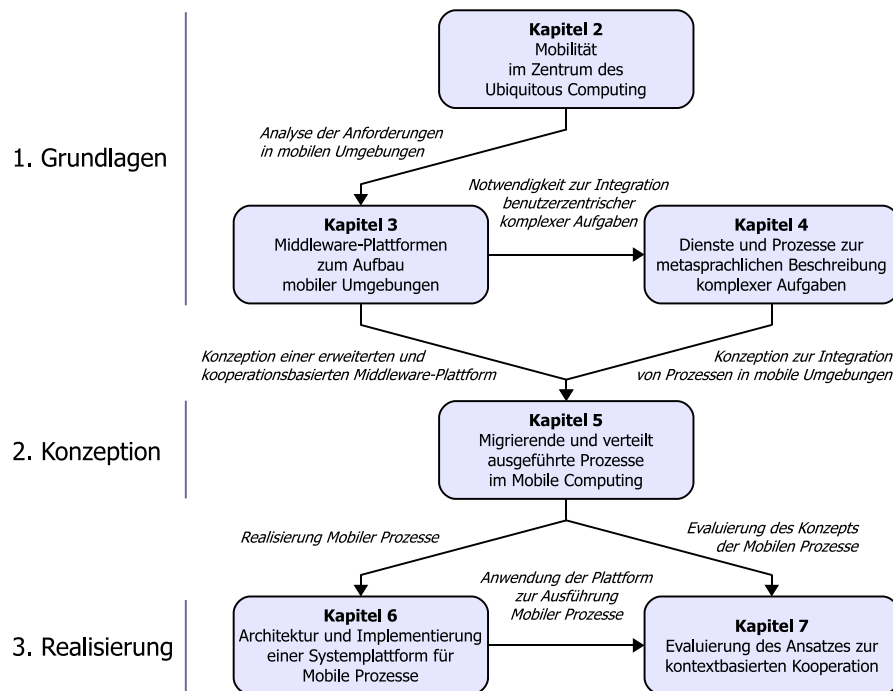 Kapitel 2
Mobilität
im Zentrum des
Ubiquitous Computing
1. Grundlagen
Analyse der Anforderungen
in mobilen Umgebungen
Notwendigkeit zur Integration
benutzerzentrischer
komplexer Aufgaben
Kapitel 3
Middleware-Plattformen
zum Aufbau
mobiler Umgebungen
Kapitel 4
Dienste und Prozesse zur
metasprachlichen Beschreibung
komplexer Aufgaben
Konzeption einer erweiterten und
kooperationsbasierten Middleware-Plattform
Konzeption zur Integration
von Prozessen in mobile Umgebungen
2. Konzeption
Kapitel 5
Migrierende und verteilt
ausgeführte Prozesse
im Mobile Computing
Realisierung Mobiler Prozesse
Evaluierung des Konzepts
der Mobilen Prozesse
Anwendung der Plattform
zur Ausführung
Mobiler Prozesse
3. Realisierung
Kapitel 6
Architektur und Implementierung
einer Systemplattform für
Mobile Prozesse
Kapitel 7
Evaluierung des Ansatzes zur
kontextbasierten Kooperation